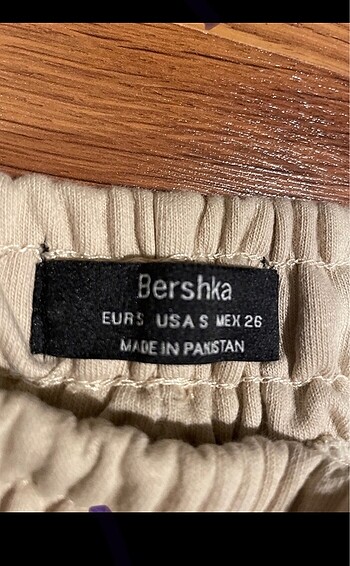 Bershka
EUR S USA S MEX 26
MADE IN PAKISTAN